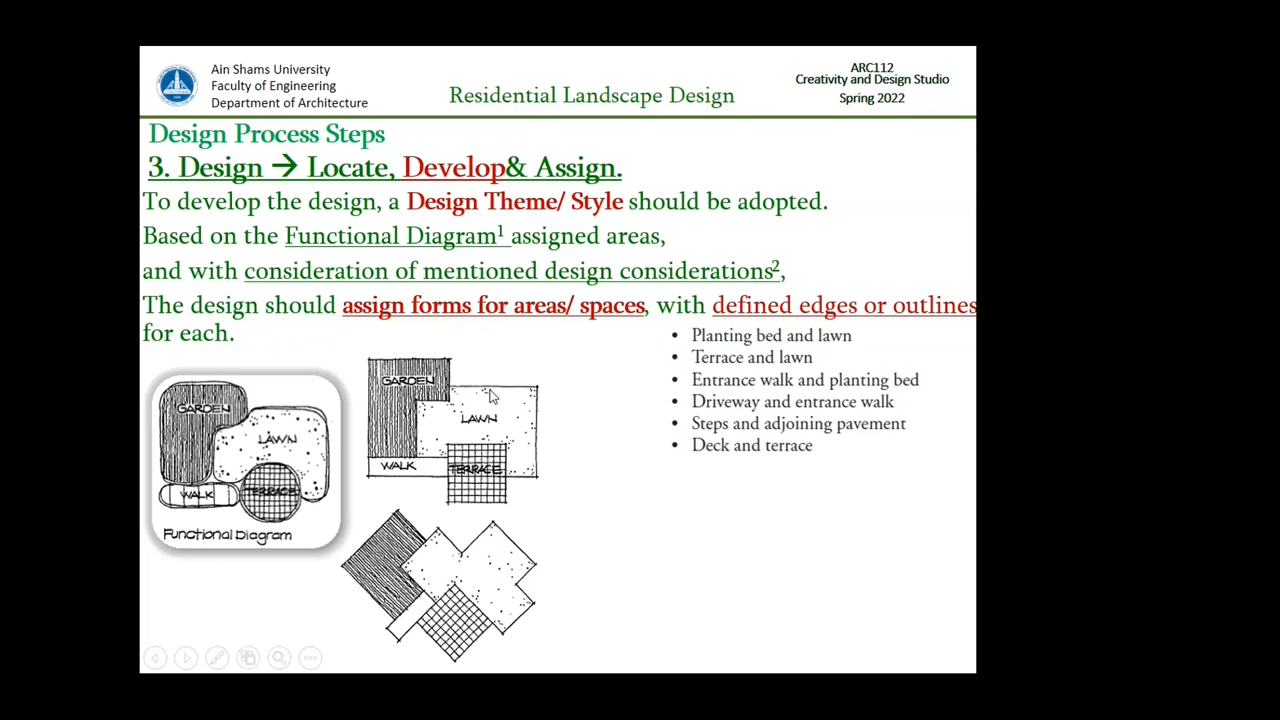 Ain Shams University
Faculty of Engineering
Department of Architecture
Residential Landscape Design
ARC112
Creativity and Design Studio
Spring 2022
Design Process Steps
3. Design → Locate, Develop& Assign.
To develop the design, a Design Theme/ Style should be adopted.
Based on the Functional Diagram¹ assigned areas,
and with consideration of mentioned design considerations²,
The design should assign forms for areas/ spaces, with defined edges or outlines
for each.
• Planting bed and lawn
• Terrace and lawn
• Entrance walk and planting bed
• Driveway and entrance walk
• Steps and adjoining pavement
• Deck and terrace
GARDEN
LAWN
WALK
TERRACE
Functional Diagram
GARDEN
LAWN
WALK
TERRACE